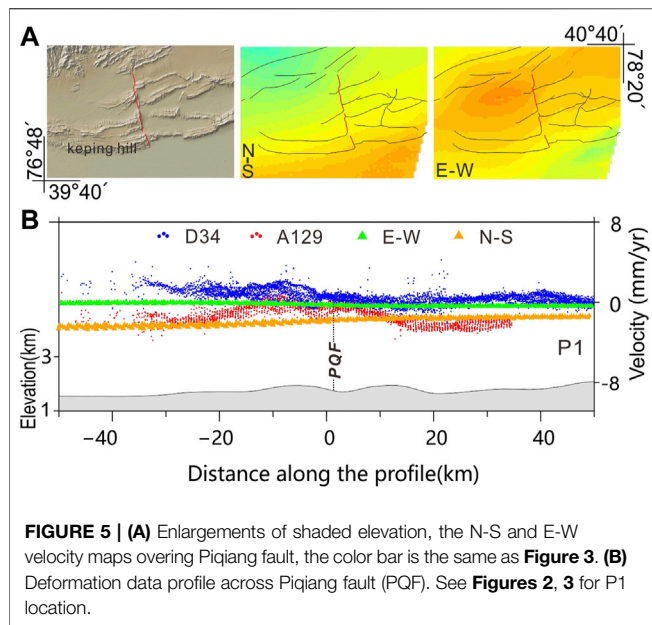 A
40°40´
78°20´
76°48´
39°40´
keping hill
N-S
E-W
B
D34 A129 E-W N-S
8
0
-8
Velocity (mm/yr)
3
1
Elevation(km)
PQF
P1
−40 −20 0 20 40
Distance along the profile(km)
FIGURE 5 | (A) Enlargements of shaded elevation, the N-S and E-W
velocity maps overing Piqiang fault, the color bar is the same as Figure 3. (B)
Deformation data profile across Piqiang fault (PQF). See Figures 2, 3 for P1
location.